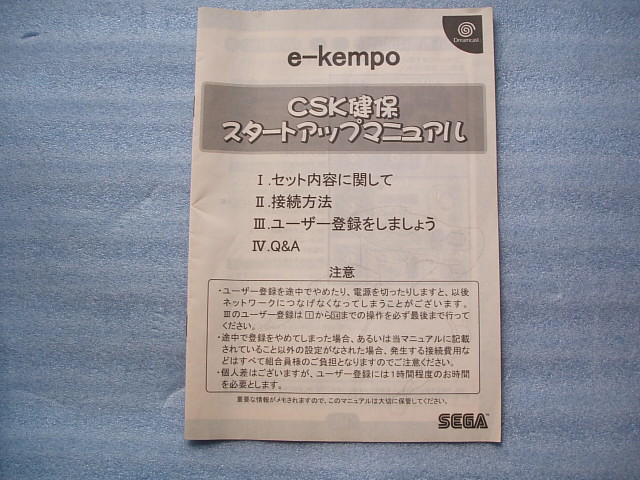 Dreamcast
e-kempo
CSK健保
スタートアップマニュアル
Ⅰ.セット内容に関して
Ⅱ.接続方法
Ⅲ.ユーザー登録をしましょう
Ⅳ.Q&A
注意
・ユーザー登録を途中でやめたり、電源を切ったりしますと、以後
ネットワークにつなげなくなってしまうことがございます。
Ⅲのユーザー登録は1から までの操作を必ず最後まで行って
ください。
・途中で登録をやめてしまった場合、あるいは当マニュアルに記載
されていること以外の設定がなされた場合、発生する接続費用な
どはすべて組合員様のご負担となりますのでご注意ください。
・個人差はございますが、ユーザー登録には1時間程度のお時間
を必要とします。
重要な情報がメモされますので、このマニュアルは大切に保管してください。
SEGA